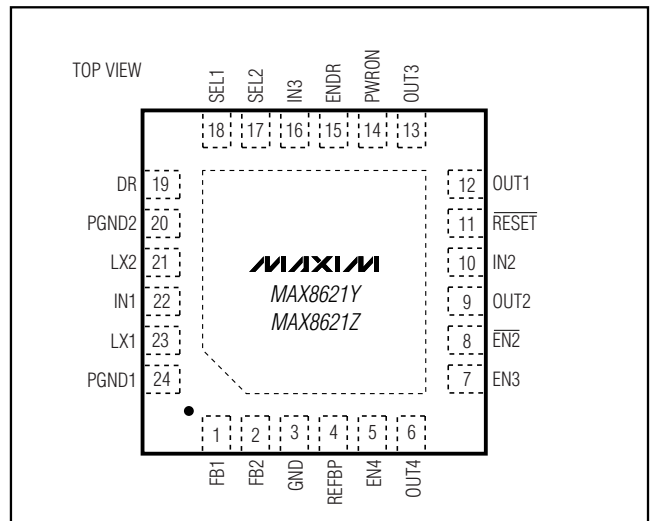 TOP VIEW
SEL1
SEL2
IN3
ENDR
PWRON
OUT3
18
17
16
15
14
13
DR 19
PGND2 20
LX2 21
IN1 22
LX1 23
PGND1 24
12 OUT1
11 RESET
10 IN2
9 OUT2
8 EN2
7 EN3
MAXIM
MAX8621Y
MAX8621Z
1
2
3
4
5
6
FB1
FB2
GND
REFBP
EN4
OUT4